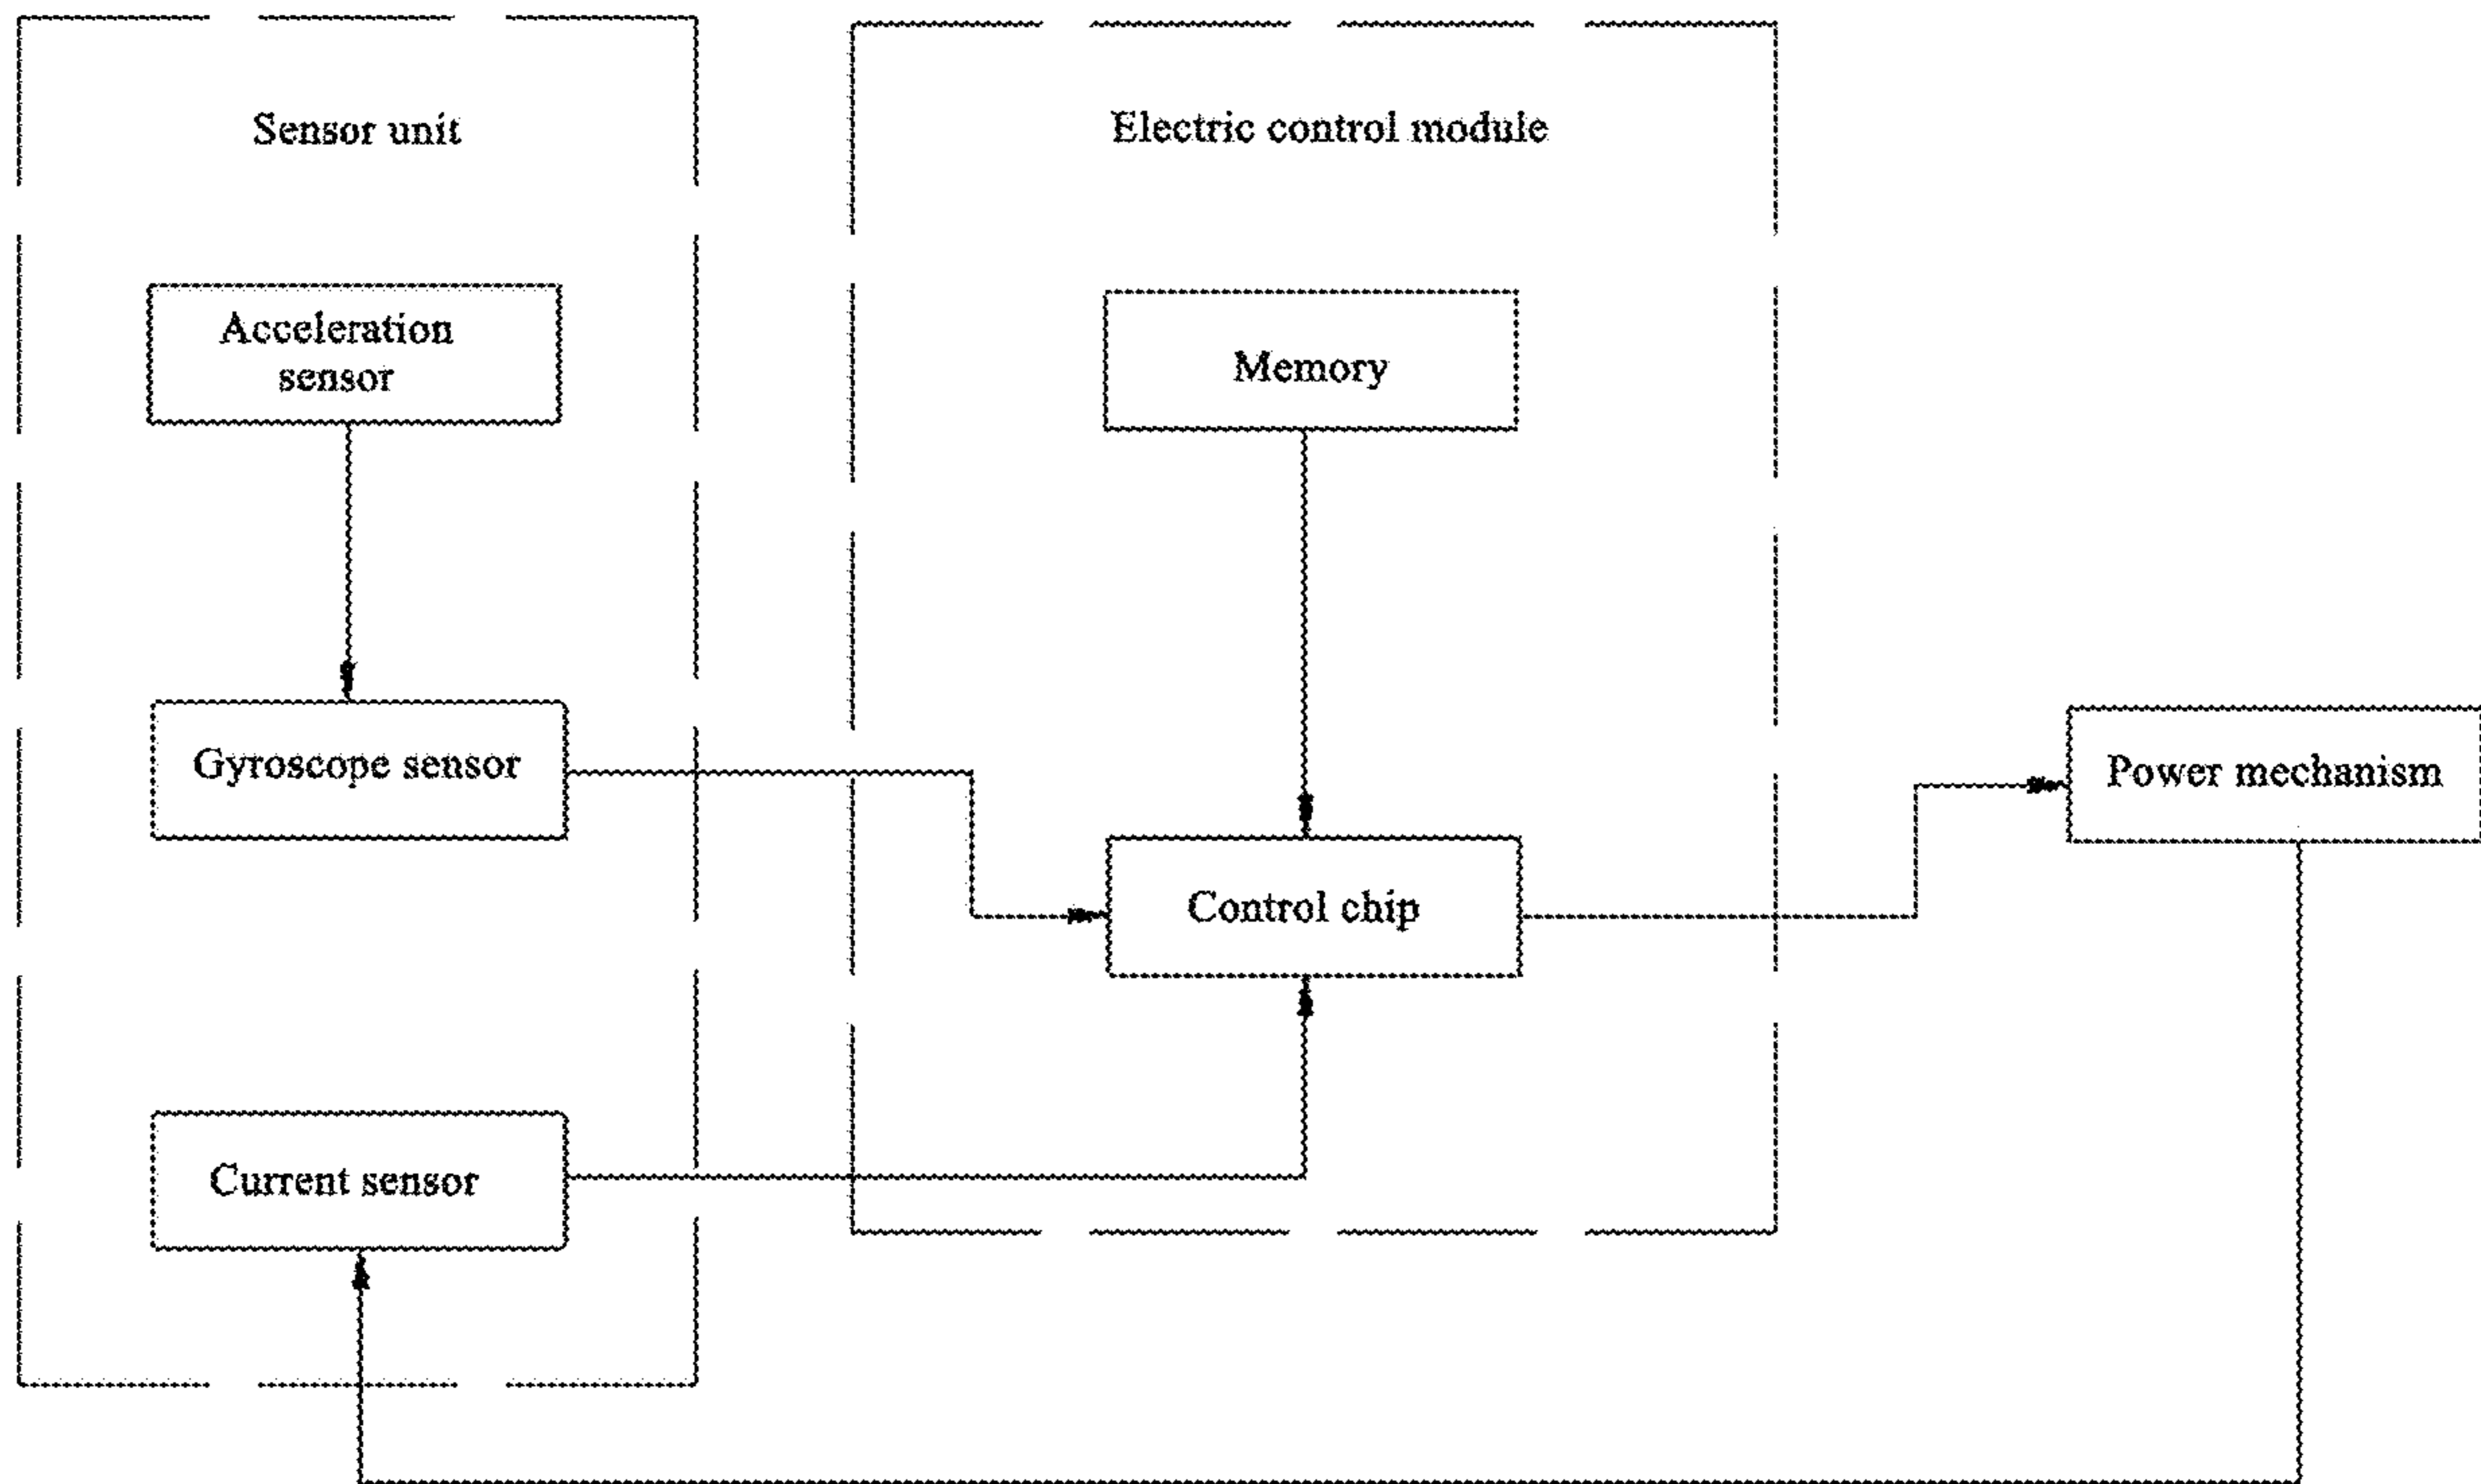 Sensor unit
Electric control module
Acceleration
sensor
Memory
Gyroscope sensor
Power mechanism
Control chip
Current sensor